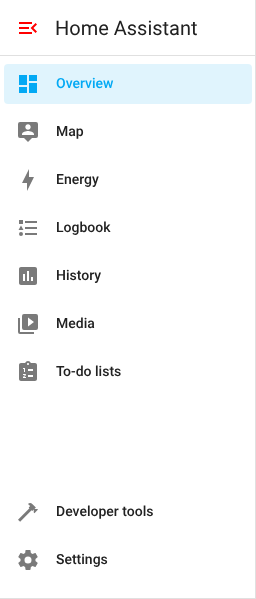 Home Assistant
Overview
Map
Energy
Logbook
History
Media
To-do lists
Developer tools
Settings